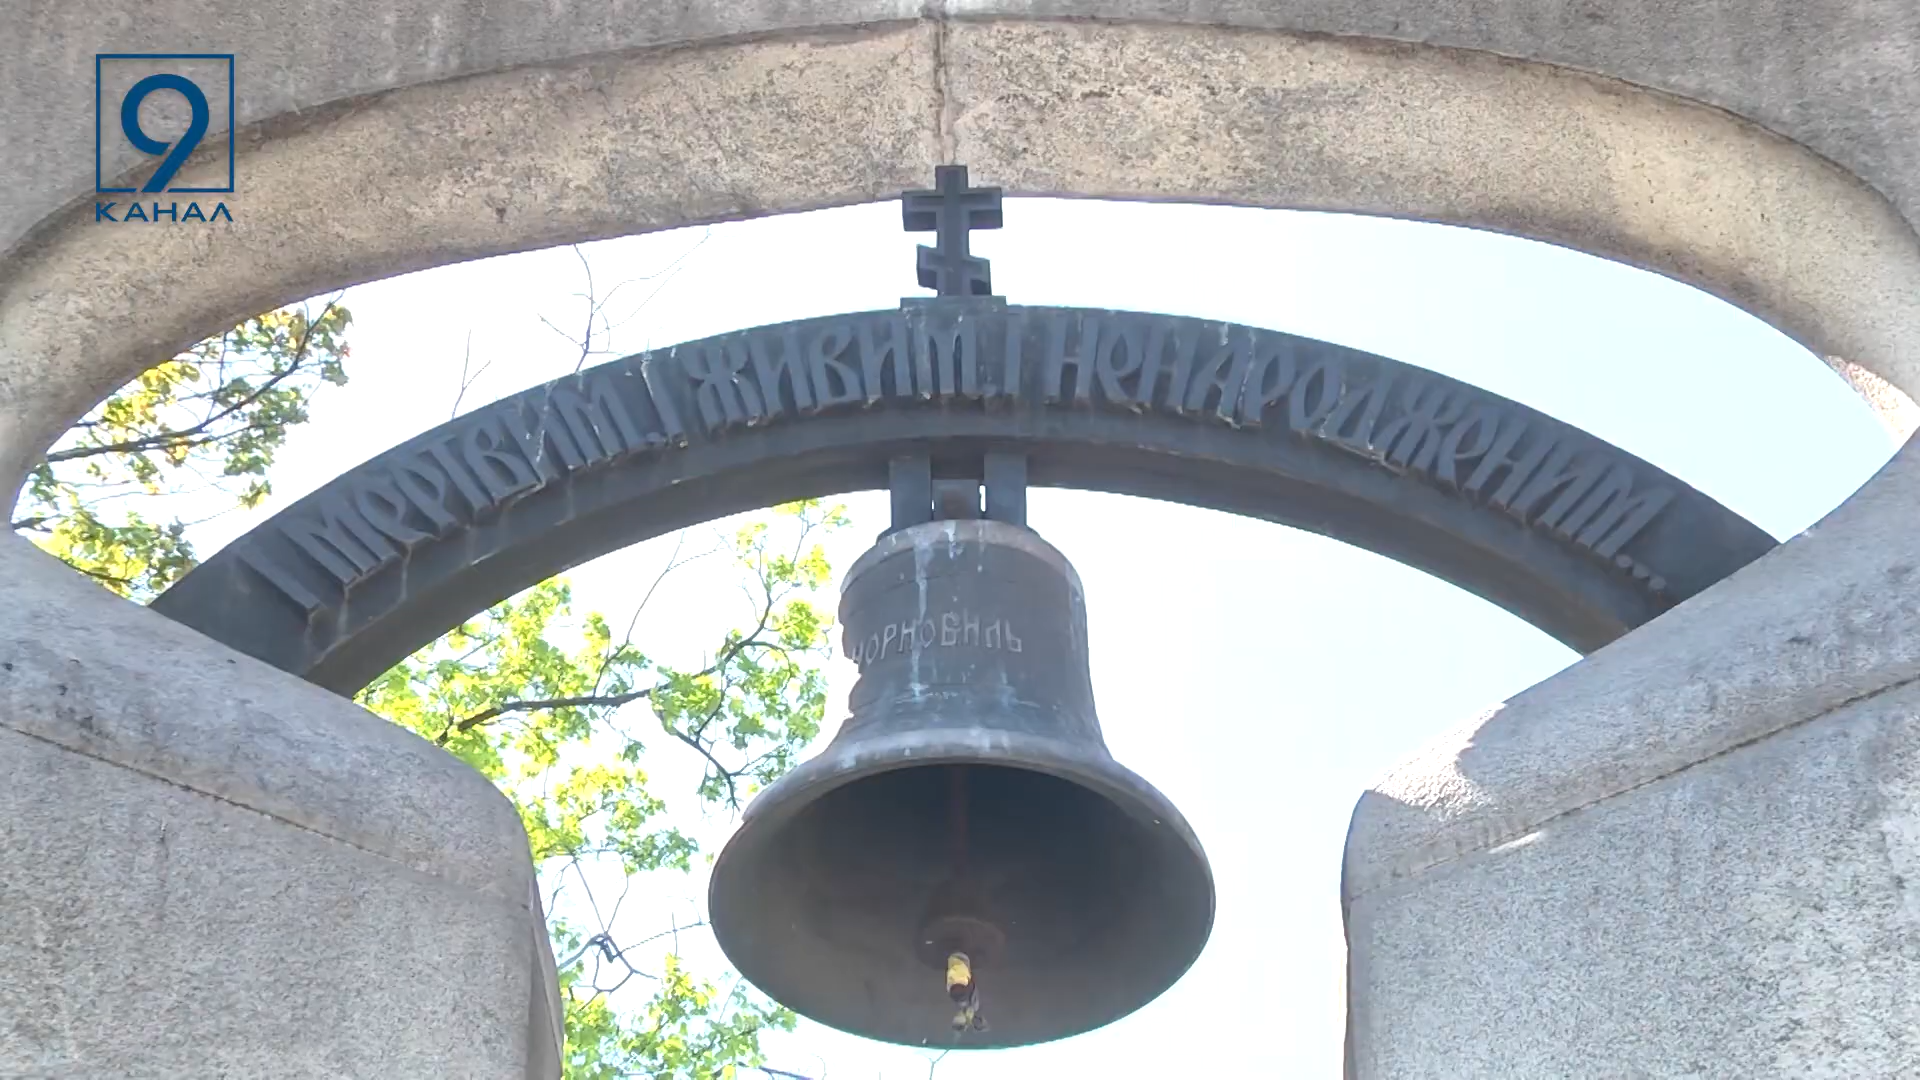 9
КАНАЛ
І МЕРТВИМ, І ЖИВИМ, І НЕНАРОДЖЕНИМ...
ЧОРНОБИЛЬ